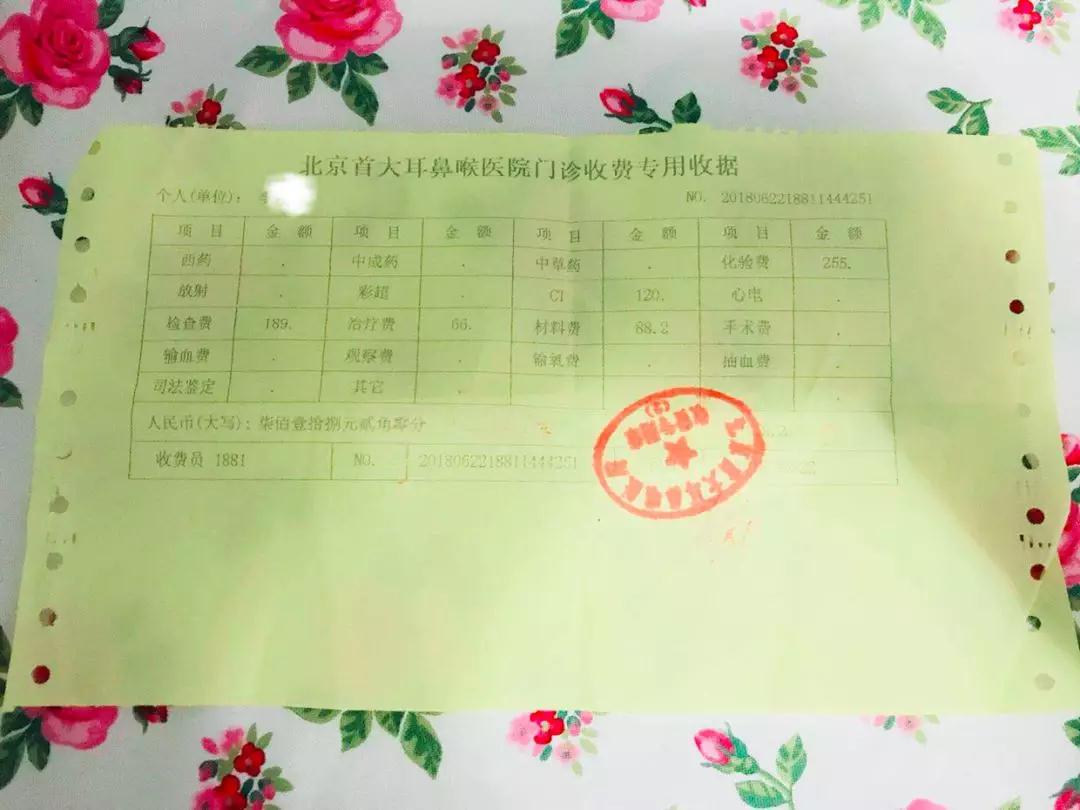 北京首大耳鼻喉医院门诊收费专用收据
个人(单位): NO. 2018062218811444251
项 目 金 额 项 目 金 额 项 目 金 额 项 目 金 额
西药 . 中成药 . 中草药 . 化验费 255.
放射 . 彩超 . CT 120. 心电 .
检查费 189. 治疗费 66. 材料费 88.2 手术费 .
输血费 . 观察费 . 输氧费 . 抽血费 .
司法鉴定 . 其它 . . .
人民币(大写): 柒佰壹拾捌元贰角零分
收费员 1881 NO. 2018062218811444251